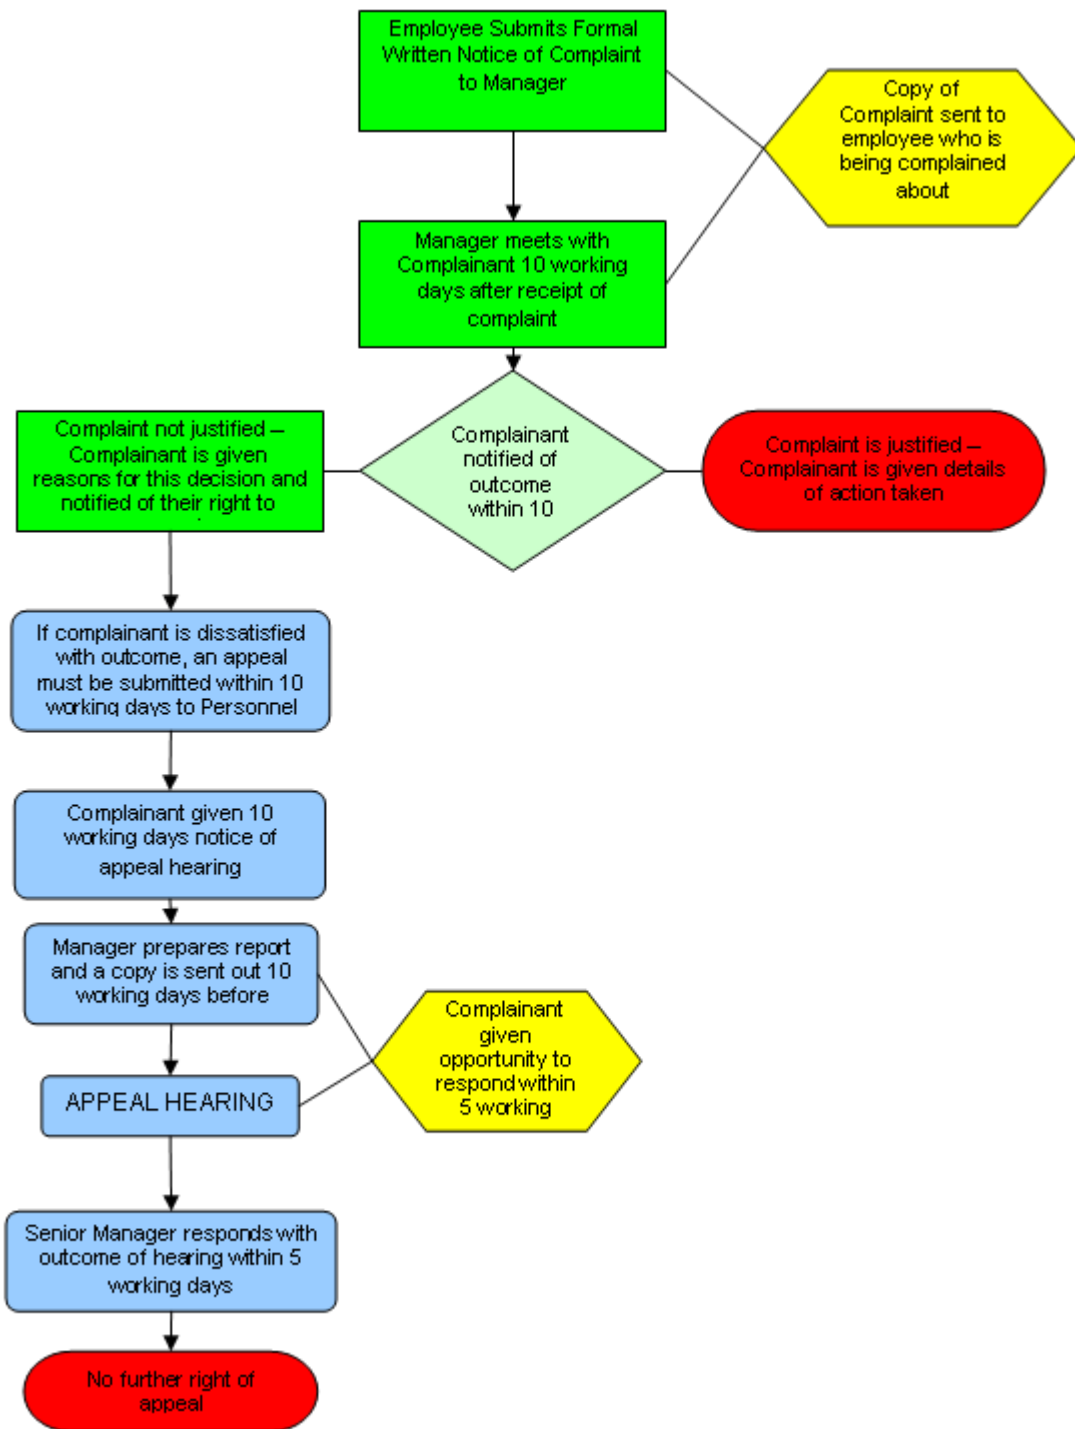 Employee Submits Formal
Written Notice of Complaint
to Manager
Copy of
Complaint sent to
employee who is
being complained
about
Manager meets with
Complainant 10 working
days after receipt of
complaint
Complaint not justified –
Complainant is given
reasons for this decision and
notified of their right to
Complainant
notified of
outcome
within 10
Complaint is justified –
Complainant is given details
of action taken
If complainant is dissatisfied
with outcome, an appeal
must be submitted within 10
working days to Personnel
Complainant given 10
working days notice of
appeal hearing
Manager prepares report
and a copy is sent out 10
working days before
Complainant
given
opportunity to
respond within
5 working
APPEAL HEARING
Senior Manager responds with
outcome of hearing within 5
working days
No further right of
appeal